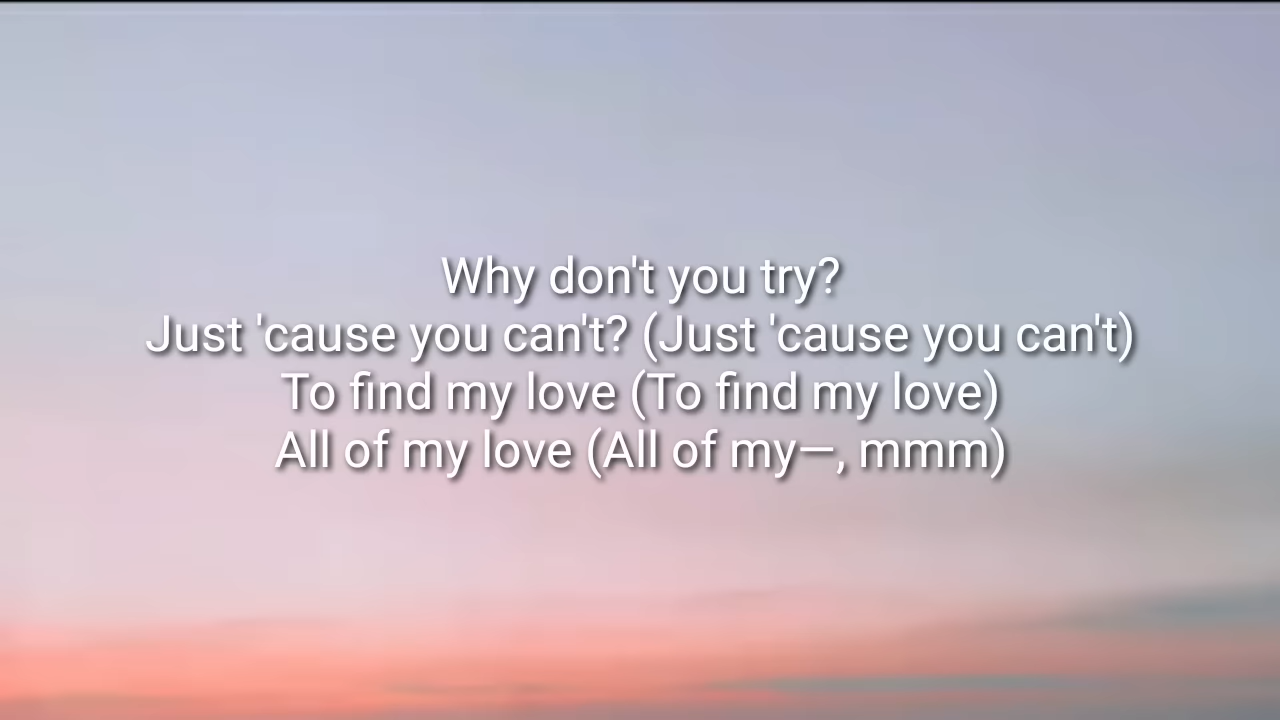 Why don't you try?
Just 'cause you can't? (Just 'cause you can't)
To find my love (To find my love)
All of my love (All of my—, mmm)